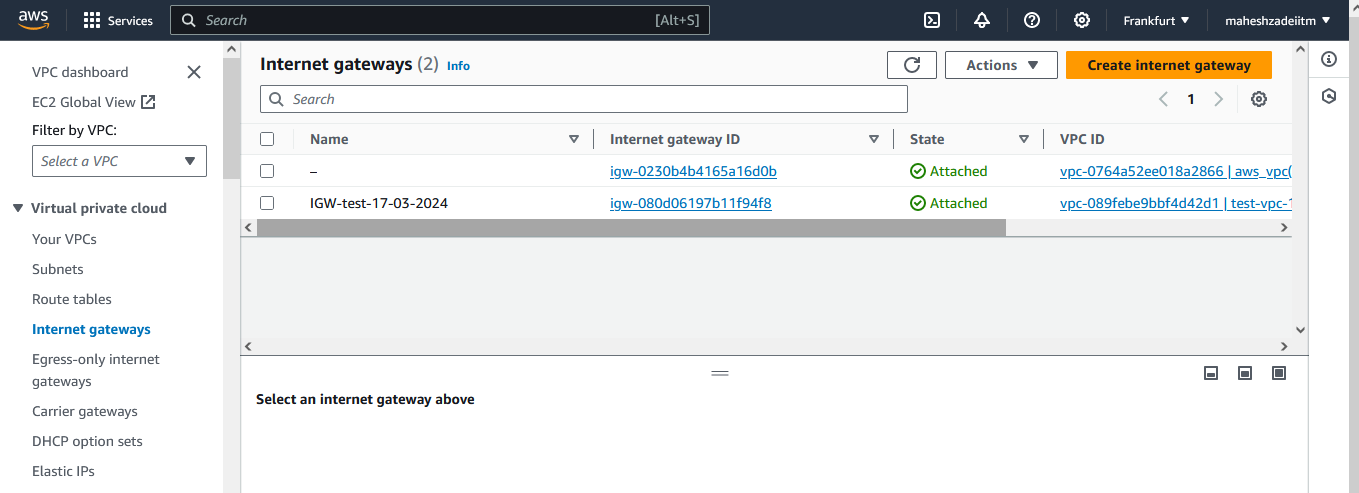 aws
Services
Search
[Alt+S]
Frankfurt
maheshzadeiitm
VPC dashboard
EC2 Global View
Filter by VPC:
Select a VPC
Virtual private cloud
Your VPCs
Subnets
Route tables
Internet gateways
Egress-only internet
gateways
Carrier gateways
DHCP option sets
Elastic IPs
Internet gateways (2) Info
Actions
Create internet gateway
Search
1
Name Internet gateway ID State VPC ID
– igw-0230b4b4165a16d0b Attached vpc-0764a52ee018a2866 | aws_vpc(
IGW-test-17-03-2024 igw-080d06197b11f94f8 Attached vpc-089febe9bbf4d42d1 | test-vpc-1
Select an internet gateway above